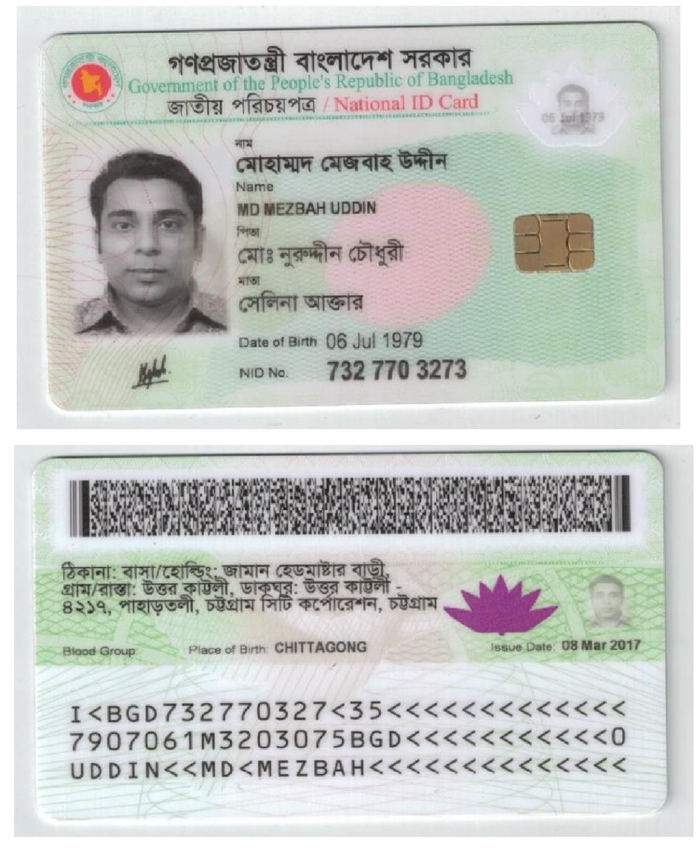 গণপ্রজাতন্ত্রী বাংলাদেশ সরকার
Government of the People's Republic of Bangladesh
জাতীয় পরিচয়পত্র / National ID Card
06 Jul 1979
নাম
মোহাম্মদ মেজবাহ উদ্দীন
Name
MD MEZBAH UDDIN
পিতা
মোঃ নুরুদ্দীন চৌধুরী
মাতা
সেলিনা আক্তার
Date of Birth 06 Jul 1979
NID No. 732 770 3273
ঠিকানা: বাসা/হোল্ডিং: জামান হেডমাষ্টার বাড়ী,
গ্রাম/রাস্তা: উত্তর কাট্টলী, ডাকঘর: উত্তর কাট্টলী -
৪২১৭, পাহাড়তলী, চট্টগ্রাম সিটি কর্পোরেশন, চট্টগ্রাম
Blood Group: Place of Birth: CHITTAGONG Issue Date: 08 Mar 2017
I<BGD732770327<35<<<<<<<<<<<<<
7907061M3203075BGD<<<<<<<<<<<0
UDDIN<<MD<MEZBAH<<<<<<<<<<<<<<